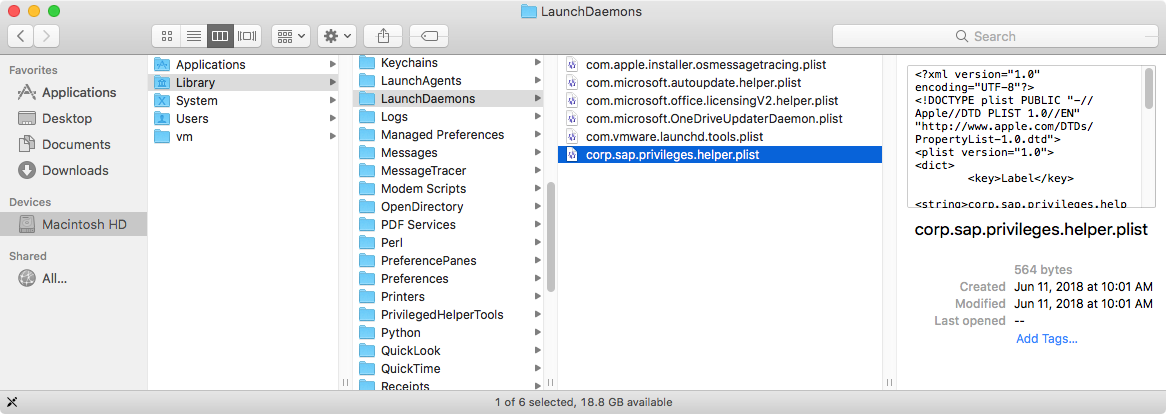 LaunchDaemons
Search
Favorites
Applications
Desktop
Documents
Downloads
Devices
Macintosh HD
Shared
All...
Applications
Library
System
Users
vm
Keychains
LaunchAgents
LaunchDaemons
Logs
Managed Preferences
Messages
MessageTracer
Modem Scripts
OpenDirectory
PDF Services
Perl
PreferencePanes
Preferences
Printers
PrivilegedHelperTools
Python
QuickLook
QuickTime
Receipts
com.apple.installer.osmessagetracing.plist
com.microsoft.autoupdate.helper.plist
com.microsoft.office.licensingV2.helper.plist
com.microsoft.OneDriveUpdaterDaemon.plist
com.vmware.launchd.tools.plist
corp.sap.privileges.helper.plist
<?xml version="1.0"
encoding="UTF-8"?>
<!DOCTYPE plist PUBLIC "-//
Apple//DTD PLIST 1.0//EN"
"http://www.apple.com/DTDs/
PropertyList-1.0.dtd">
<plist version="1.0">
<dict>
<key>Label</key>
<string>corp.sap.privileges.help
corp.sap.privileges.helper.plist
564 bytes
Created Jun 11, 2018 at 10:01 AM
Modified Jun 11, 2018 at 10:01 AM
Last opened --
Add Tags...
1 of 6 selected, 18.8 GB available